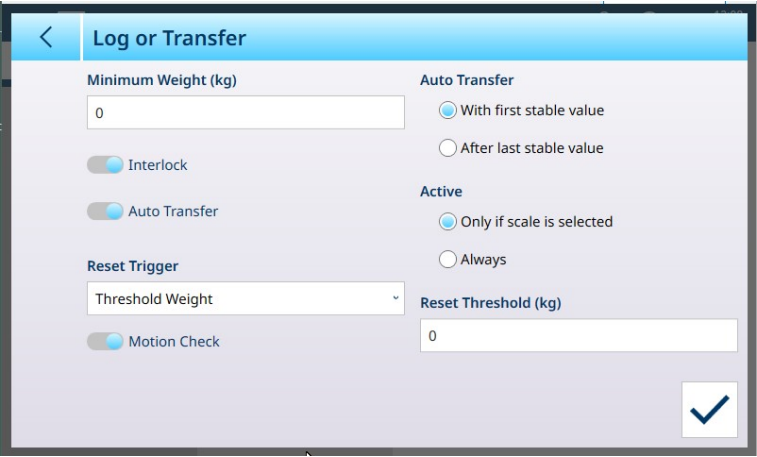 Log or Transfer
Minimum Weight (kg)
0
Interlock
Auto Transfer
Reset Trigger
Threshold Weight
Motion Check
Auto Transfer
With first stable value
After last stable value
Active
Only if scale is selected
Always
Reset Threshold (kg)
0